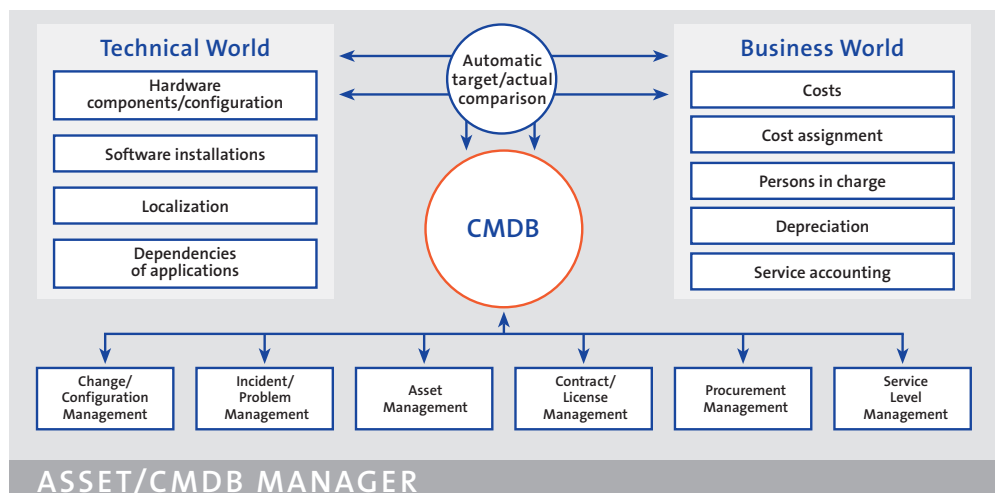 Technical World
Hardware
components/configuration
Software installations
Localization
Dependencies
of applications
Automatic
target/actual
comparison
CMDB
Business World
Costs
Cost assignment
Persons in charge
Depreciation
Service accounting
Change/
Configuration
Management
Incident/
Problem
Management
Asset
Management
Contract/
License
Management
Procurement
Management
Service
Level
Management
ASSET/CMDB MANAGER